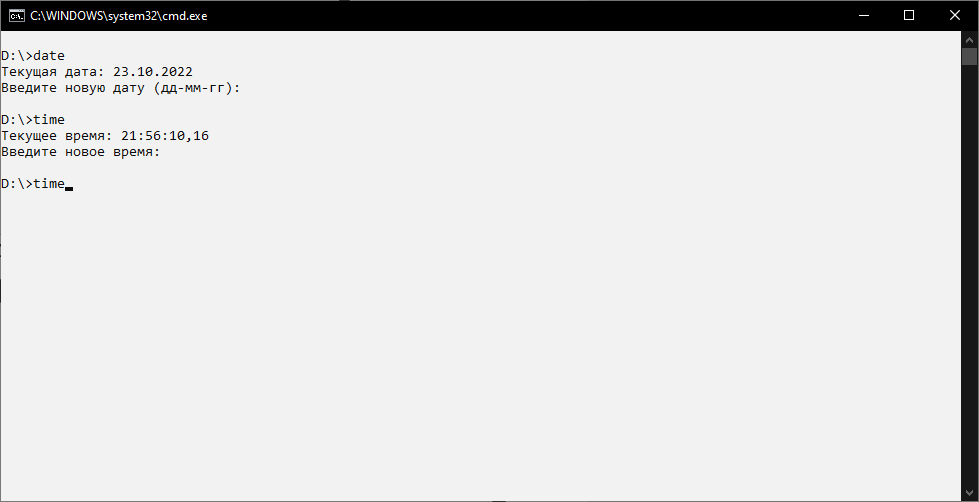 C:\WINDOWS\system32\cmd.exe
D:\>date
Текущая дата: 23.10.2022
Введите новую дату (дд-мм-гг):
D:\>time
Текущее время: 21:56:10,16
Введите новое время:
D:\>time